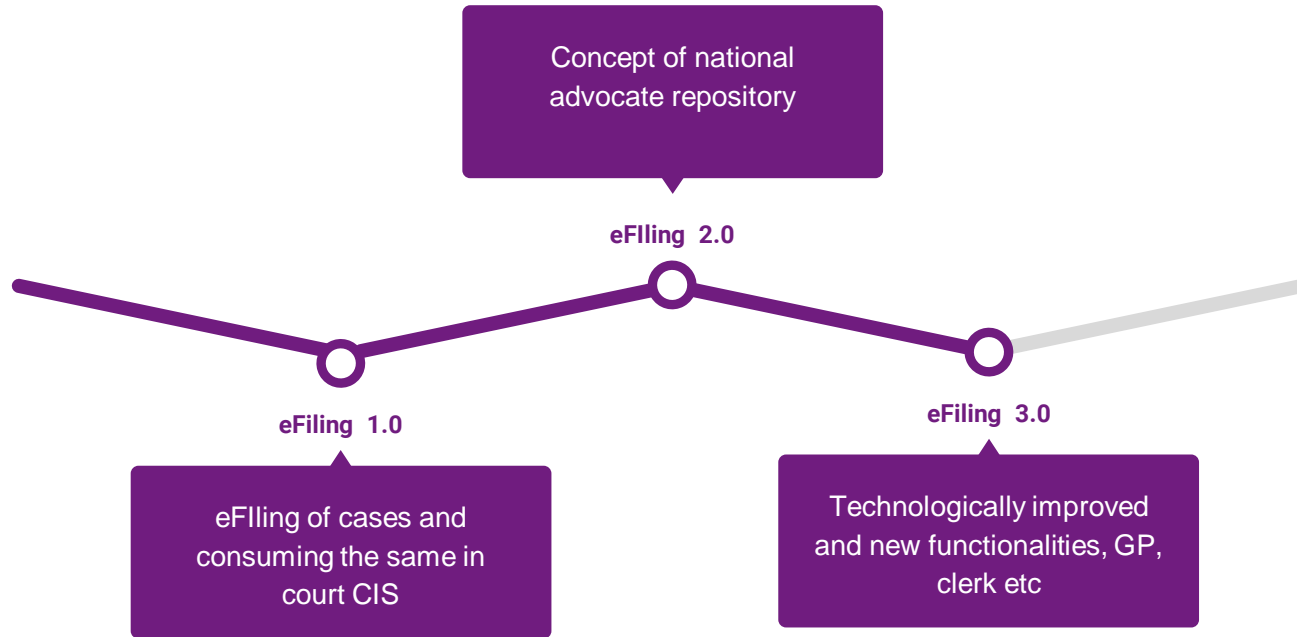 Concept of national
advocate repository
eFIling 2.0
eFiling 1.0
eFIling of cases and
consuming the same in
court CIS
eFiling 3.0
Technologically improved
and new functionalities, GP,
clerk etc